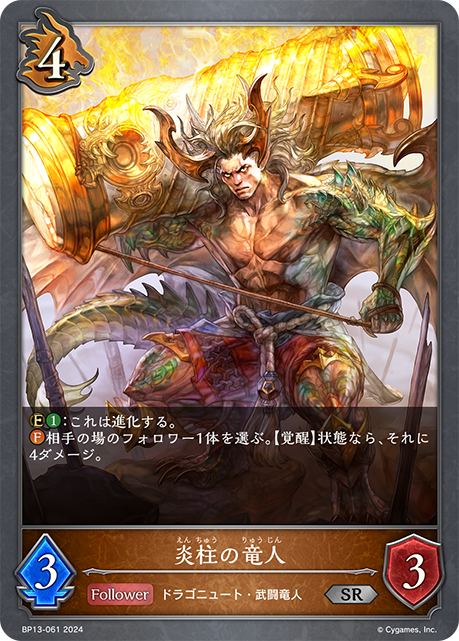 4
E 1：これは進化する。
F 相手の場のフォロワー1体を選ぶ。【覚醒】状態なら、それに
4ダメージ。
えんちゅう りゅうじん
炎柱の竜人
3
Follower
ドラゴニュート・武闘竜人
SR
3
BP13-061 2024
© Cygames, Inc.